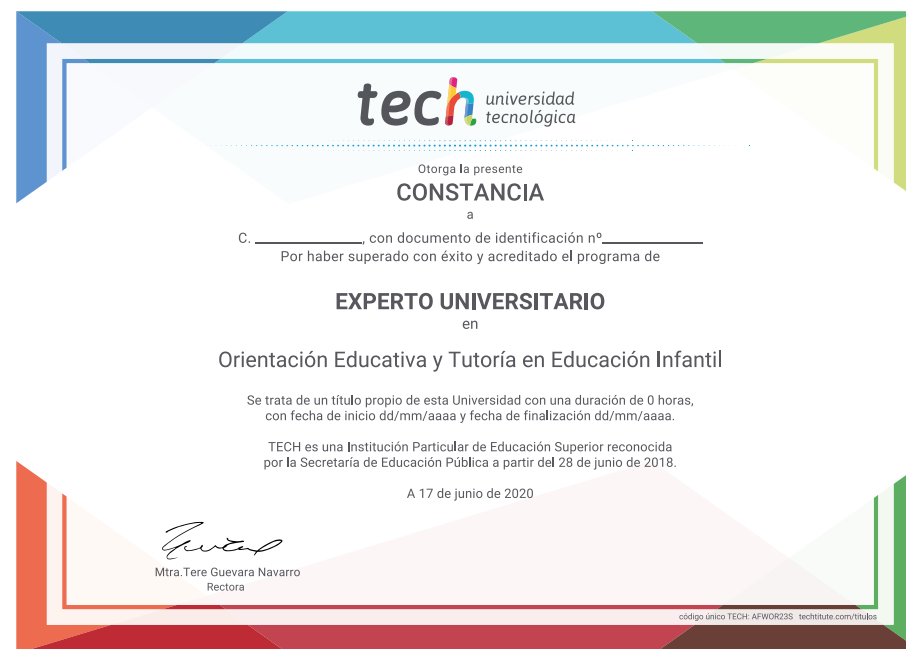 tech universidad
tecnológica
Otorga la presente
CONSTANCIA
a
C. ______________, con documento de identificación nº_____________
Por haber superado con éxito y acreditado el programa de
EXPERTO UNIVERSITARIO
en
Orientación Educativa y Tutoría en Educación Infantil
Se trata de un título propio de esta Universidad con una duración de 0 horas,
con fecha de inicio dd/mm/aaaa y fecha de finalización dd/mm/aaaa.
TECH es una Institución Particular de Educación Superior reconocida
por la Secretaría de Educación Pública a partir del 28 de junio de 2018.
A 17 de junio de 2020
Mtra.Tere Guevara Navarro
Rectora
código único TECH: AFWOR23S techtitute.com/titulos